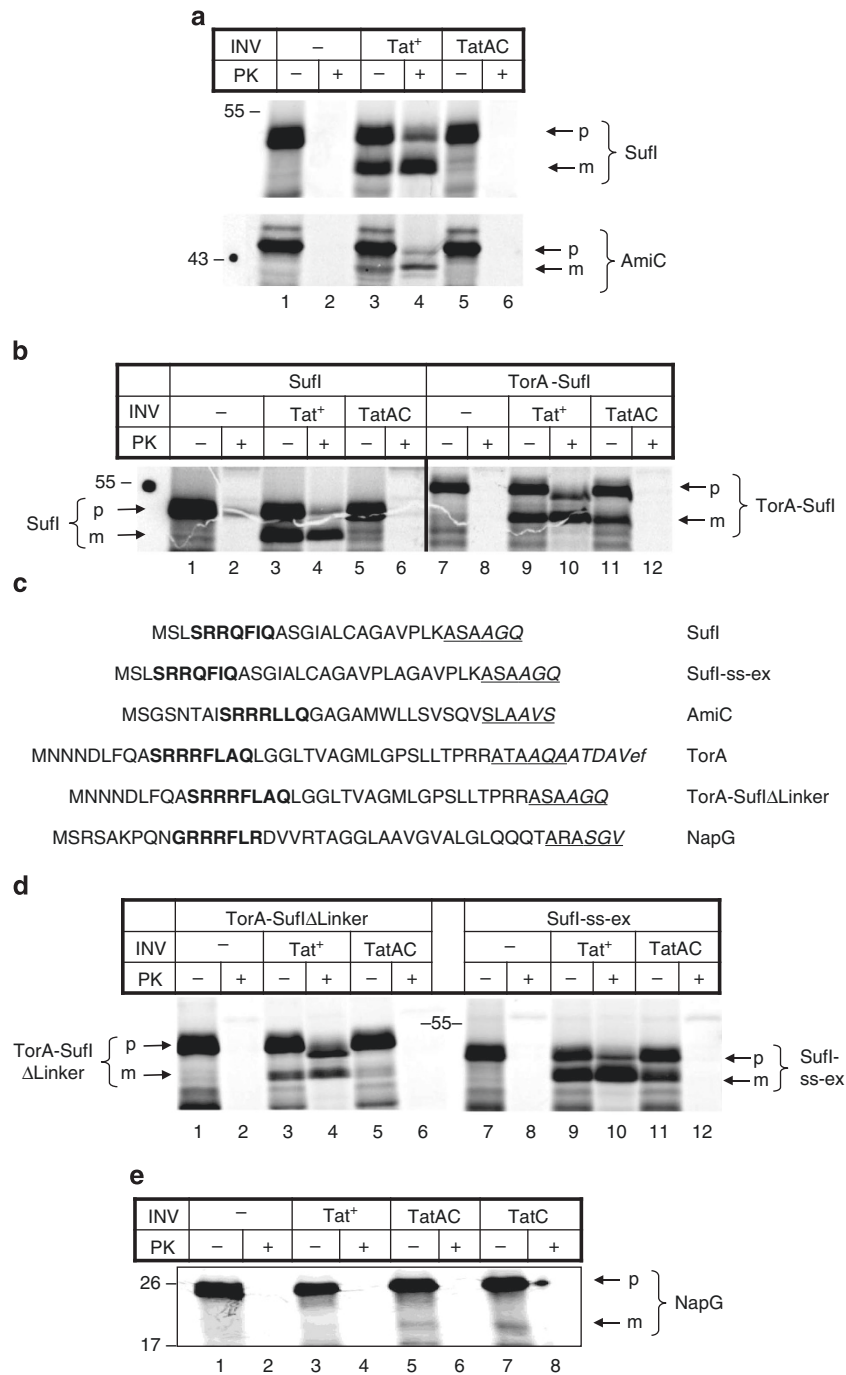 a
INV – Tat+ TatAC
PK – + – + – +
55 –
p
m
SufI
43 –
p
m
AmiC
1 2 3 4 5 6
b
SufI TorA-SufI
INV – Tat+ TatAC – Tat+ TatAC
PK – + – + – + – + – + – +
55 –
SufI
p
m
p
m
TorA-SufI
1 2 3 4 5 6 7 8 9 10 11 12
c
MSLSRRQFIQASGIALCAGAVPLKASAAGQ SufI
MSLSRRQFIQASGIALCAGAVPLAGAVPLKASAAGQ SufI-ss-ex
MSGSNTAISRRRLLQGAGAMWLLSVSQVSLAAVS AmiC
MNNNDLFQASRRRFLAQLGGLTVAGMLGPSLLTPRRATAAQAATDAVef TorA
MNNNDLFQASRRRFLAQLGGLTVAGMLGPSLLTPRRASAAGQ TorA-SufIΔLinker
MSRSAKPQNGRRRFLRDVVRTAGGLAAVGVALGLQQQTARASGV NapG
d
TorA-SufIΔLinker SufI-ss-ex
INV – Tat+ TatAC – Tat+ TatAC
PK – + – + – + – + – + – +
–55–
TorA-SufI
ΔLinker
p
m
p
m
SufI-
ss-ex
1 2 3 4 5 6 7 8 9 10 11 12
e
INV – Tat+ TatAC TatC
PK – + – + – + – +
26 –
17 –
p
m
NapG
1 2 3 4 5 6 7 8